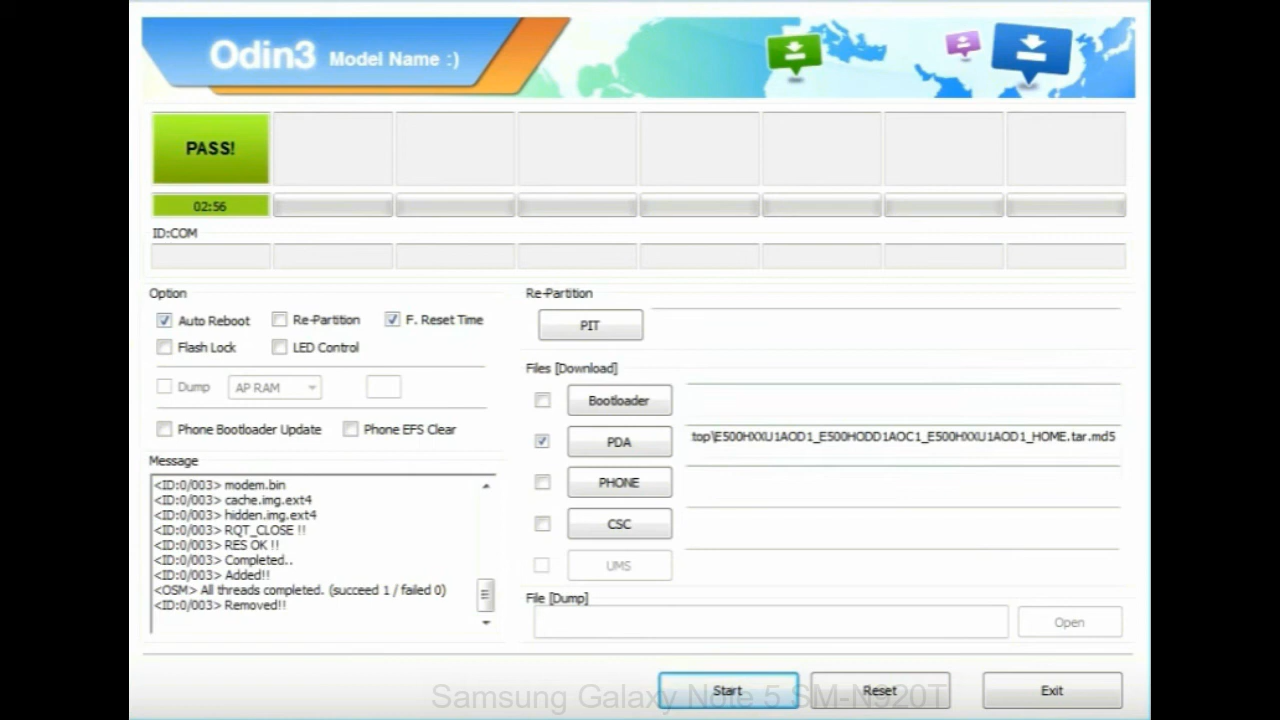 Odin3 Model Name :)
PASS!
02:56
ID:COM
Option
Auto Reboot Re-Partition F. Reset Time
Flash Lock LED Control
Dump AP RAM
Phone Bootloader Update Phone EFS Clear
Message
<ID:0/003> modem.bin
<ID:0/003> cache.img.ext4
<ID:0/003> hidden.img.ext4
<ID:0/003> RQT_CLOSE !!
<ID:0/003> RES OK !!
<ID:0/003> Completed..
<ID:0/003> Added!!
<OSM> All threads completed. (succeed 1 / failed 0)
<ID:0/003> Removed!!
Re-Partition
PIT
Files [Download]
Bootloader
PDA top\E500HXXU1AOD1_E500HODD1AOC1_E500HXXU1AOD1_HOME.tar.md5
PHONE
CSC
UMS
File [Dump]
Open
Start Reset Exit
Samsung Galaxy Note 5 SM-N920T